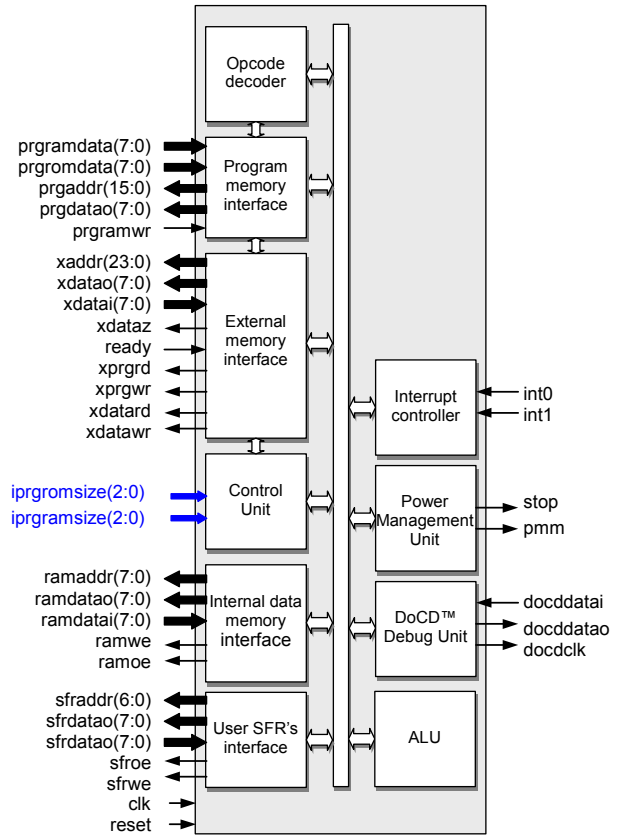 Opcode
decoder
prgramdata(7:0)
prgromdata(7:0)
prgaddr(15:0)
prgdatao(7:0)
prgramwr
Program
memory
interface
xaddr(23:0)
xdatao(7:0)
xdatai(7:0)
xdataz
ready
xprgrd
xprgwr
xdatard
xdatawr
External
memory
interface
Interrupt
controller
int0
int1
iprgromsize(2:0)
iprgramsize(2:0)
Control
Unit
Power
Management
Unit
stop
pmm
ramaddr(7:0)
ramdatao(7:0)
ramdatai(7:0)
ramwe
ramoe
Internal data
memory
interface
DoCD™
Debug Unit
docddatai
docddatao
docdclk
sfraddr(6:0)
sfrdatao(7:0)
sfrdatao(7:0)
sfroe
sfrwe
User SFR's
interface
ALU
clk
reset